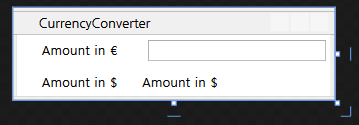 CurrencyConverter
Amount in €
Amount in $ Amount in $